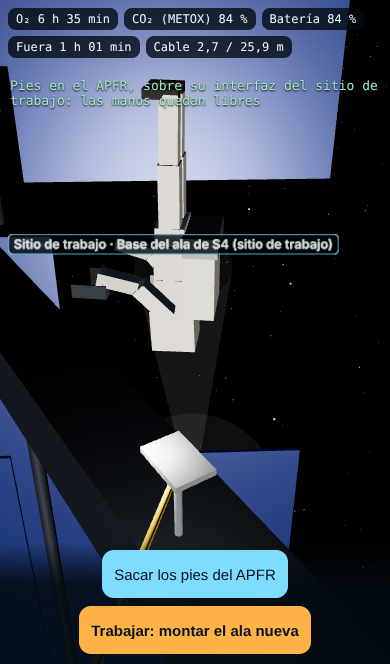 O₂ 6 h 35 min
CO₂ (METOX) 84 %
Batería 84 %
Fuera 1 h 01 min
Cable 2,7 / 25,9 m
Pies en el APFR, sobre su interfaz del sitio de
trabajo: las manos quedan libres
Sitio de trabajo · Base del ala de S4 (sitio de trabajo)
Sacar los pies del APFR
Trabajar: montar el ala nueva